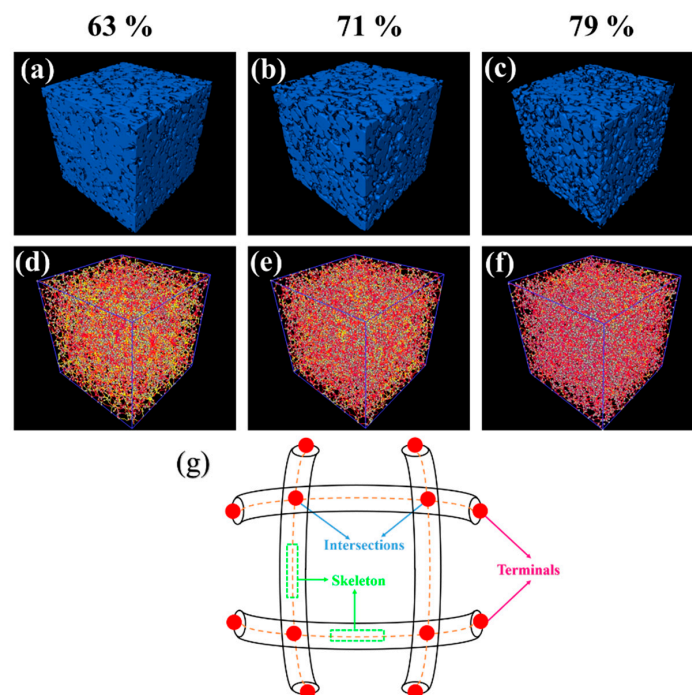 63 % 71 % 79 %
(a) (b) (c)
(d) (e) (f)
(g)
Intersections
Terminals
Skeleton